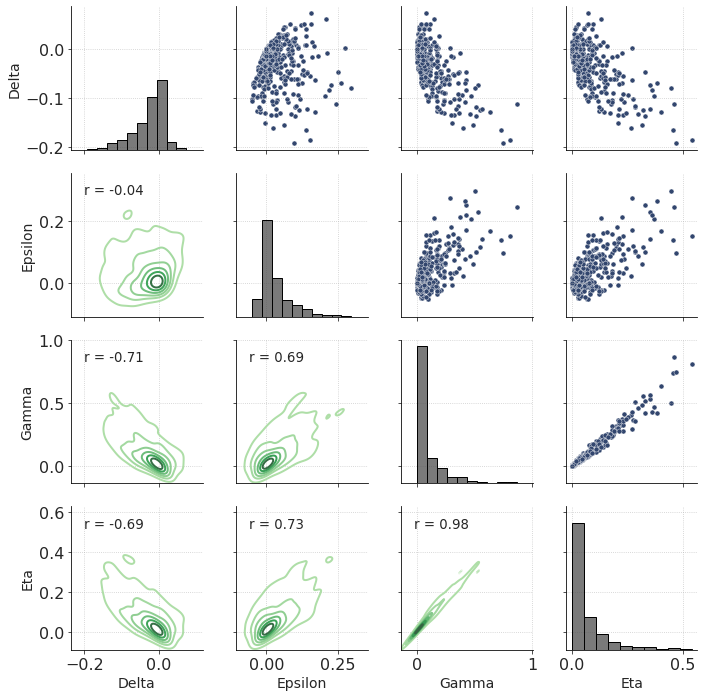 Delta
0.0
−0.1
−0.2
Epsilon
0.2
0.0
r = -0.04
Gamma
1.0
0.5
0.0
r = -0.71
r = 0.69
Eta
0.6
0.4
0.2
0.0
r = -0.69
r = 0.73
r = 0.98
−0.2 0.0
0.00 0.25
0 1
0.0 0.5
Delta Epsilon Gamma Eta